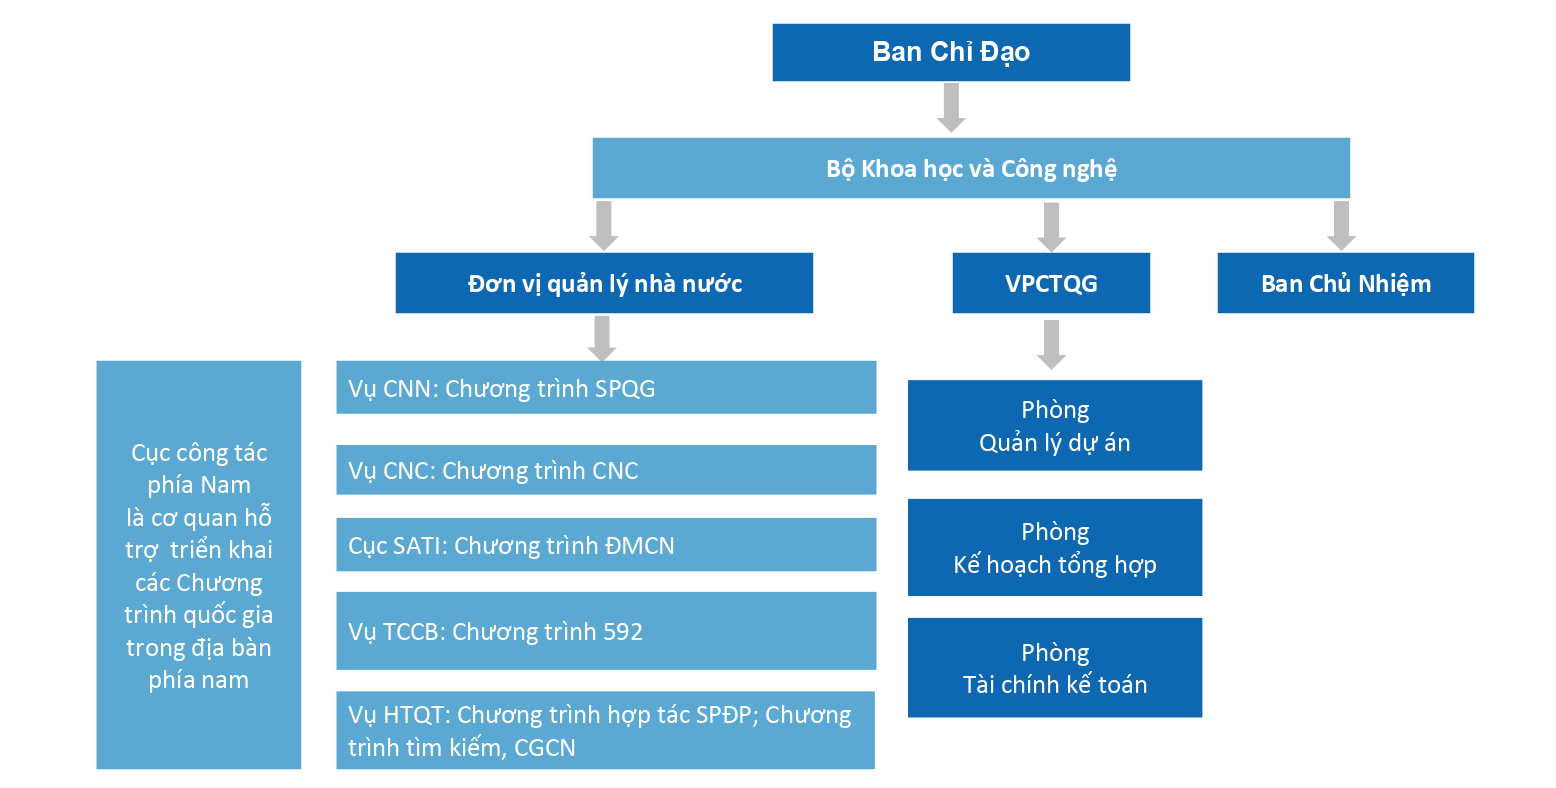 Ban Chỉ Đạo
Bộ Khoa học và Công nghệ
Đơn vị quản lý nhà nước
VPCTQG
Ban Chủ Nhiệm
Cục công tác
phía Nam
là cơ quan hỗ
trợ triển khai
các Chương
trình quốc gia
trong địa bàn
phía nam
Vụ CNN: Chương trình SPQG
Vụ CNC: Chương trình CNC
Cục SATI: Chương trình ĐMCN
Vụ TCCB: Chương trình 592
Vụ HTQT: Chương trình hợp tác SPĐP; Chương
trình tìm kiếm, CGCN
Phòng
Quản lý dự án
Phòng
Kế hoạch tổng hợp
Phòng
Tài chính kế toán